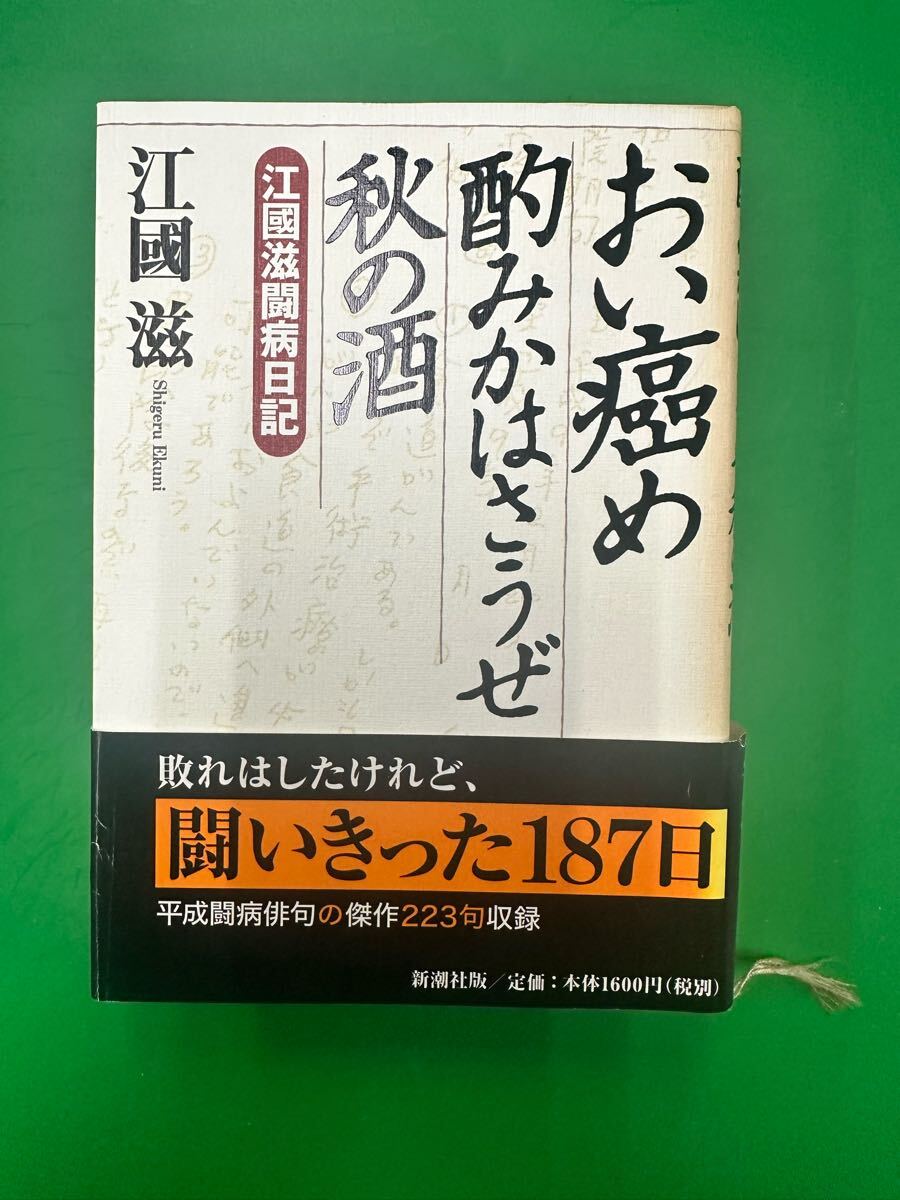 おい癌め
酌みかはさうぜ
秋の酒
江國滋闘病日記
江國 滋
Shigeru Ekuni
敗れはしたけれど、
闘いきった187日
平成闘病俳句の傑作223句収録
新潮社版／定価：本体1600円（税別）